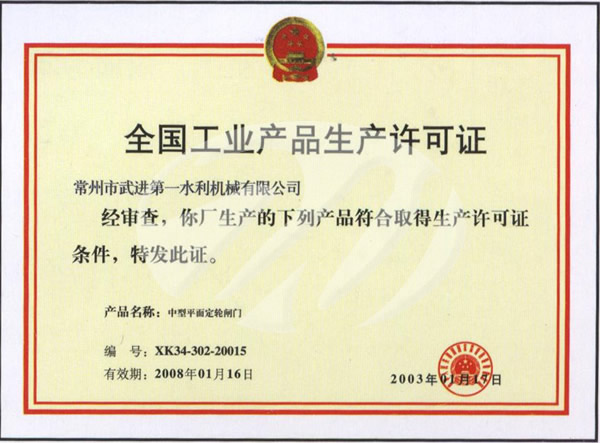 全国工业产品生产许可证
常州市武进第一水利机械有限公司
经审查，你厂生产的下列产品符合取得生产许可证
条件，特发此证。
产品名称：中型平面定轮闸门
编 号：XK34-302-20015
有效期：2008年01月16日
2003年01月17日